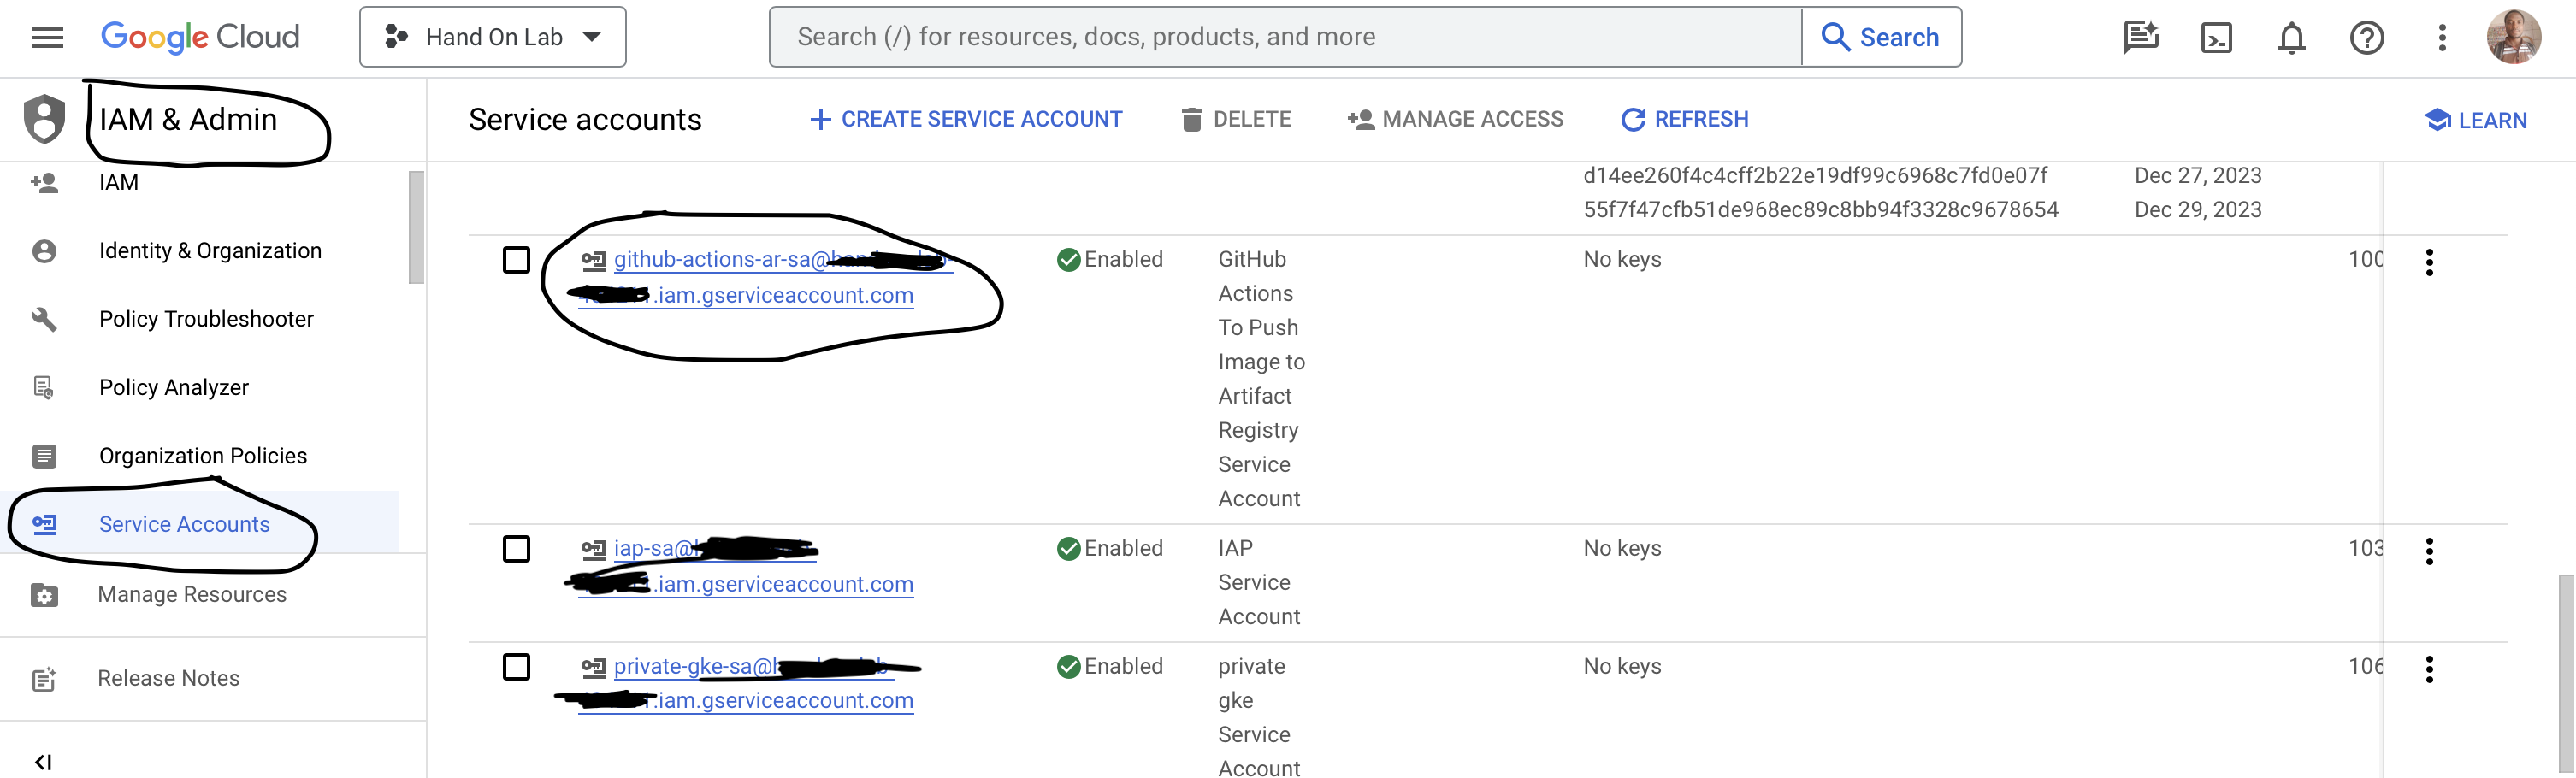 Google Cloud
Hand On Lab
Search (/) for resources, docs, products, and more
Search
IAM & Admin
Service accounts
CREATE SERVICE ACCOUNT
DELETE
MANAGE ACCESS
REFRESH
LEARN
IAM
Identity & Organization
Policy Troubleshooter
Policy Analyzer
Organization Policies
Service Accounts
Manage Resources
Release Notes
d14ee260f4c4cff2b22e19df99c6968c7fd0e07f Dec 27, 2023
55f7f47cfb51de968ec89c8bb94f3328c9678654 Dec 29, 2023
github-actions-ar-sa@
.iam.gserviceaccount.com
Enabled
GitHub
Actions
To Push
Image to
Artifact
Registry
Service
Account
No keys
100
iap-sa@
.iam.gserviceaccount.com
Enabled
IAP
Service
Account
No keys
103
private-gke-sa@
.iam.gserviceaccount.com
Enabled
private
gke
Service
Account
No keys
106